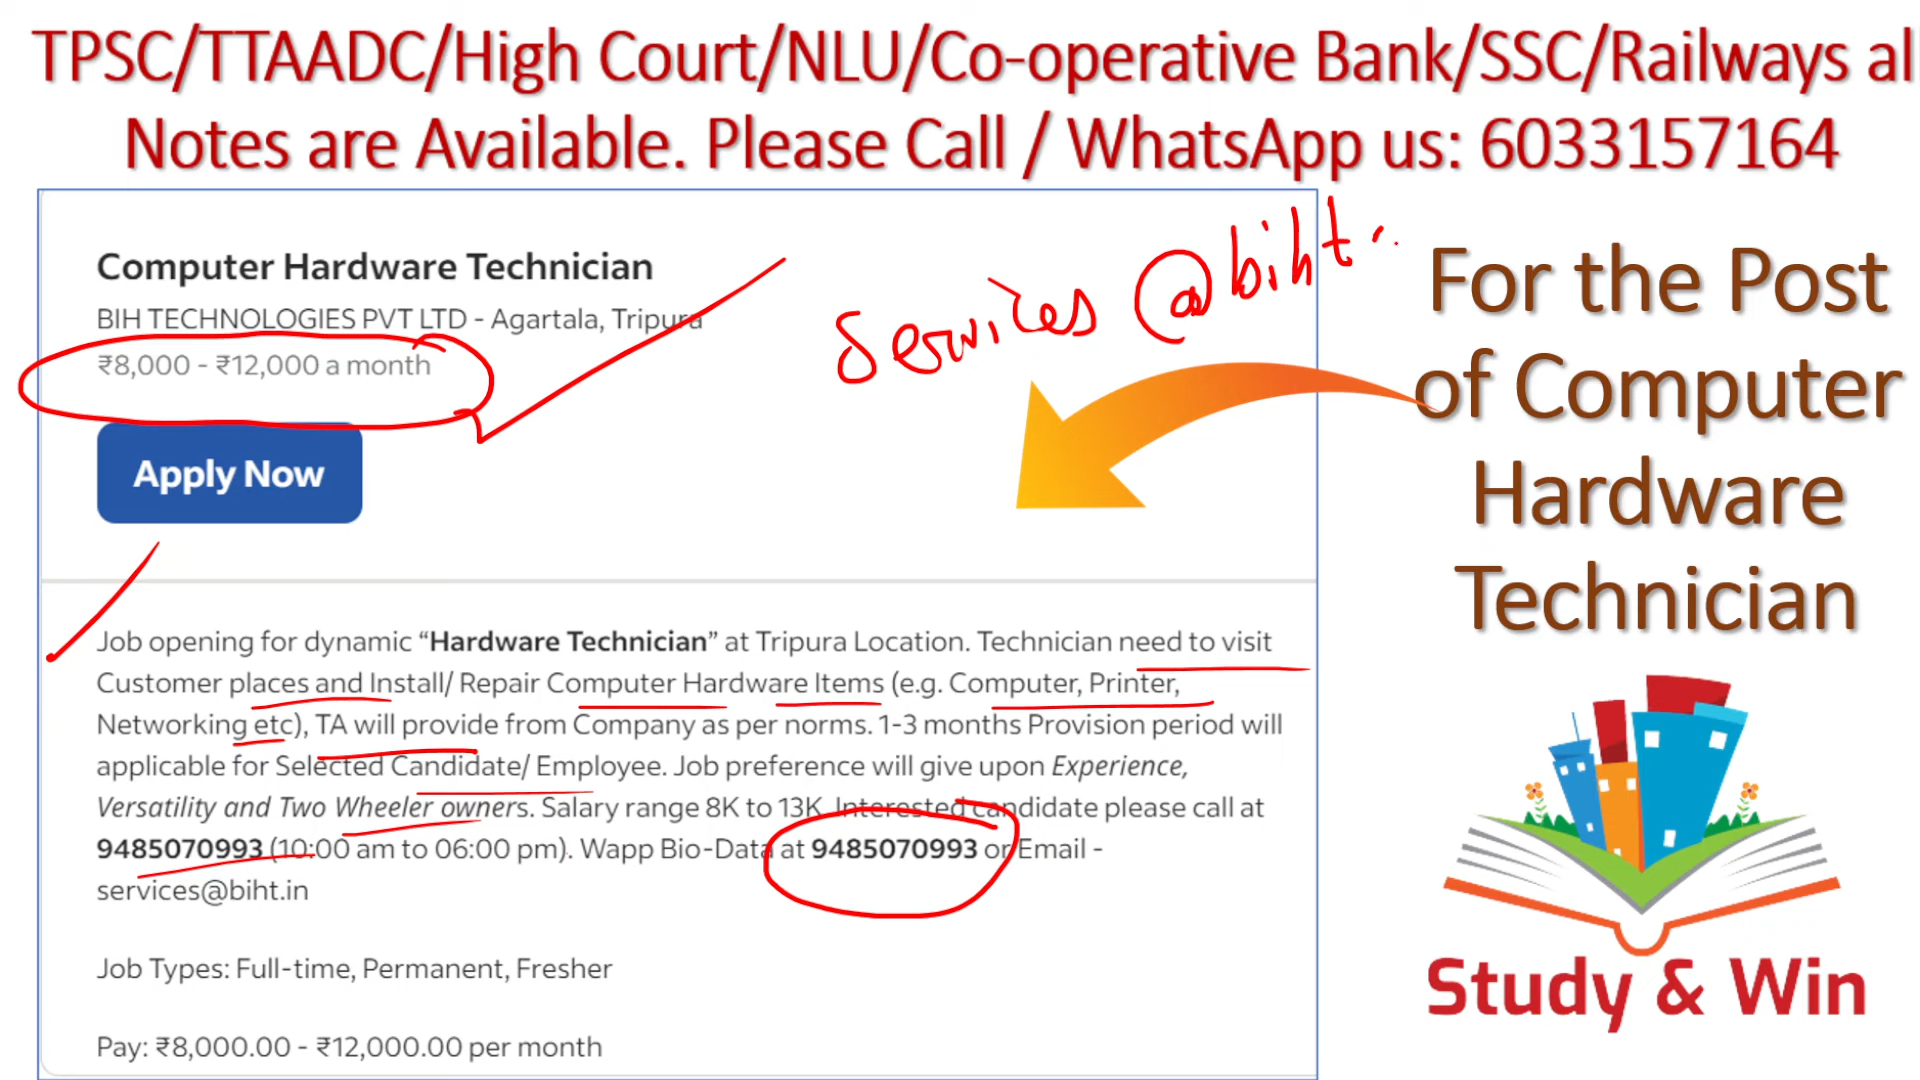 TPSC/TTAADC/High Court/NLU/Co-operative Bank/SSC/Railways al
Notes are Available. Please Call / WhatsApp us: 6033157164
Computer Hardware Technician
BIH TECHNOLOGIES PVT LTD - Agartala, Tripura
₹8,000 - ₹12,000 a month
Apply Now
Services @biht.
For the Post
of Computer
Hardware
Technician
Job opening for dynamic “Hardware Technician” at Tripura Location. Technician need to visit
Customer places and Install/ Repair Computer Hardware Items (e.g. Computer, Printer,
Networking etc), TA will provide from Company as per norms. 1-3 months Provision period will
applicable for Selected Candidate/ Employee. Job preference will give upon Experience,
Versatility and Two Wheeler owners. Salary range 8K to 13K. Interested candidate please call at
9485070993 (10:00 am to 06:00 pm). Wapp Bio-Data at 9485070993 or Email -
services@biht.in
Job Types: Full-time, Permanent, Fresher
Pay: ₹8,000.00 - ₹12,000.00 per month
Study & Win